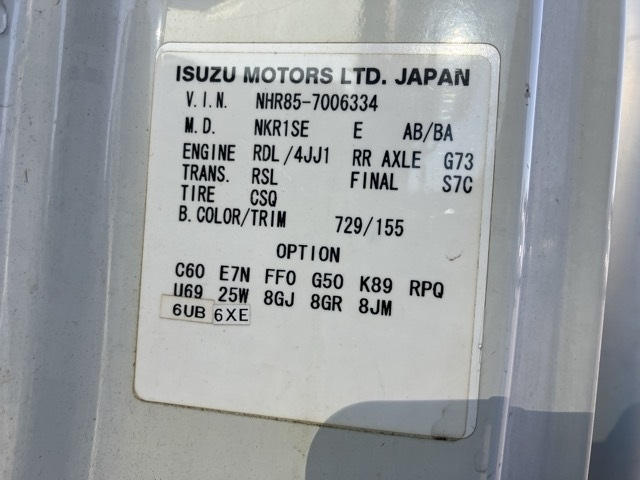 ISUZU MOTORS LTD. JAPAN
V.I.N. NHR85-7006334
M.D. NKR1SE E AB/BA
ENGINE RDL/4JJ1 RR AXLE G73
TRANS. RSL FINAL S7C
TIRE CSQ
B.COLOR/TRIM 729/155
OPTION
C60 E7N FF0 G50 K89 RPQ
U69 25W 8GJ 8GR 8JM
6UB 6XE